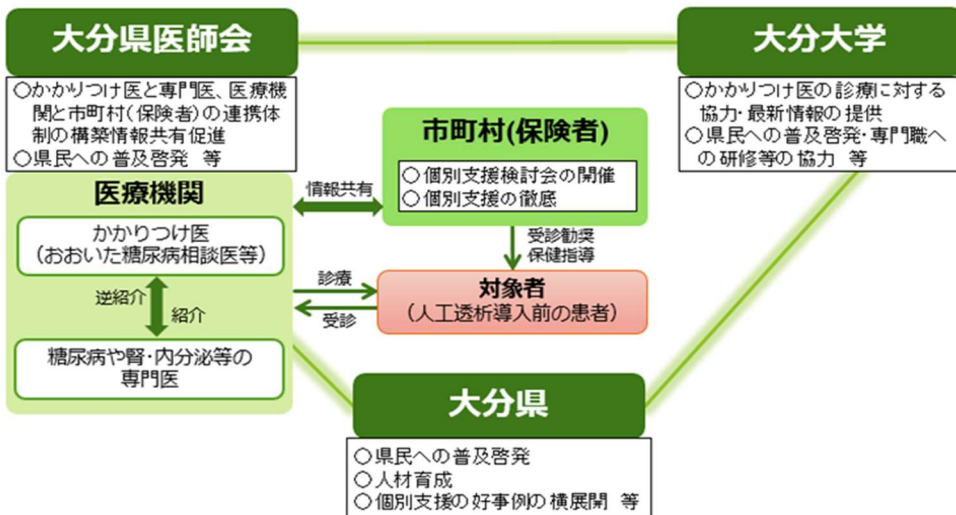 大分県医師会
○かかりつけ医と専門医、医療機
関と市町村(保険者)の連携体
制の構築情報共有促進
○県民への普及啓発 等
大分大学
○かかりつけ医の診療に対する
協力・最新情報の提供
○県民への普及啓発・専門職へ
の研修等の協力 等
市町村(保険者)
○個別支援検討会の開催
○個別支援の徹底
医療機関
かかりつけ医
(おおいた糖尿病相談医等)
逆紹介
紹介
糖尿病や腎・内分泌等の
専門医
情報共有
受診勧奨
保健指導
診療
受診
対象者
(人工透析導入前の患者)
大分県
○県民への普及啓発
○人材育成
○個別支援の好事例の横展開 等